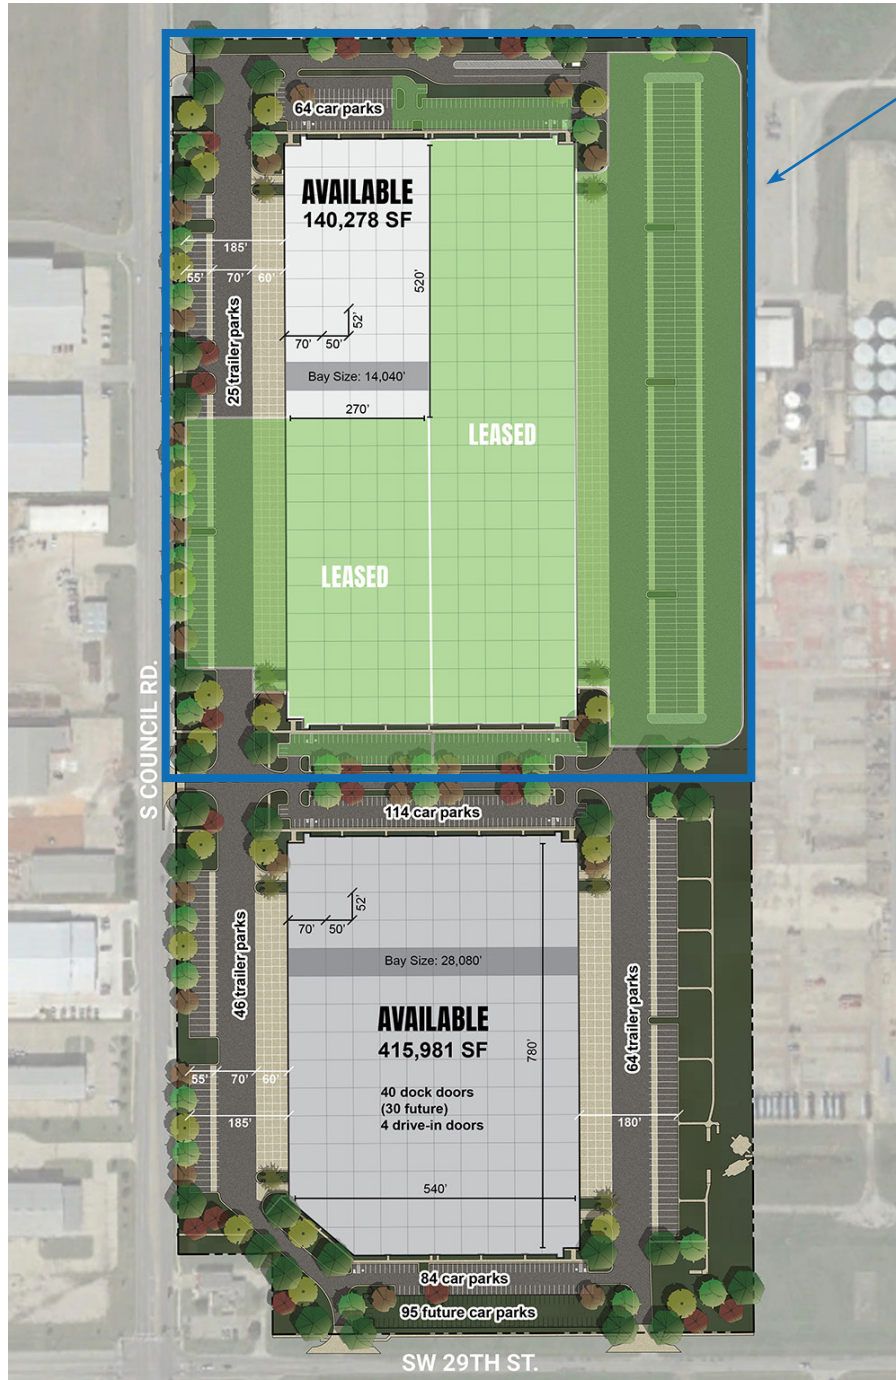 64 car parks
AVAILABLE
140,278 SF
185'
55'
70'
60'
520'
52'
70'
50'
25 trailer parks
Bay Size: 14,040'
270'
LEASED
LEASED
S COUNCIL RD.
114 car parks
52'
70'
50'
46 trailer parks
Bay Size: 28,080'
AVAILABLE
415,981 SF
780'
64 trailer parks
40 dock doors
(30 future)
4 drive-in doors
55'
70'
60'
185'
180'
540'
84 car parks
95 future car parks
SW 29TH ST.